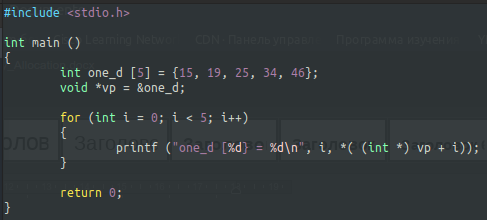 #include <stdio.h>
int main ()
{
int one_d [5] = {15, 19, 25, 34, 46};
void *vp = &one_d;
for (int i = 0; i < 5; i++)
{
printf ("one_d [%d} = %d\n", i, *( (int *) vp + i));
}
return 0;
}